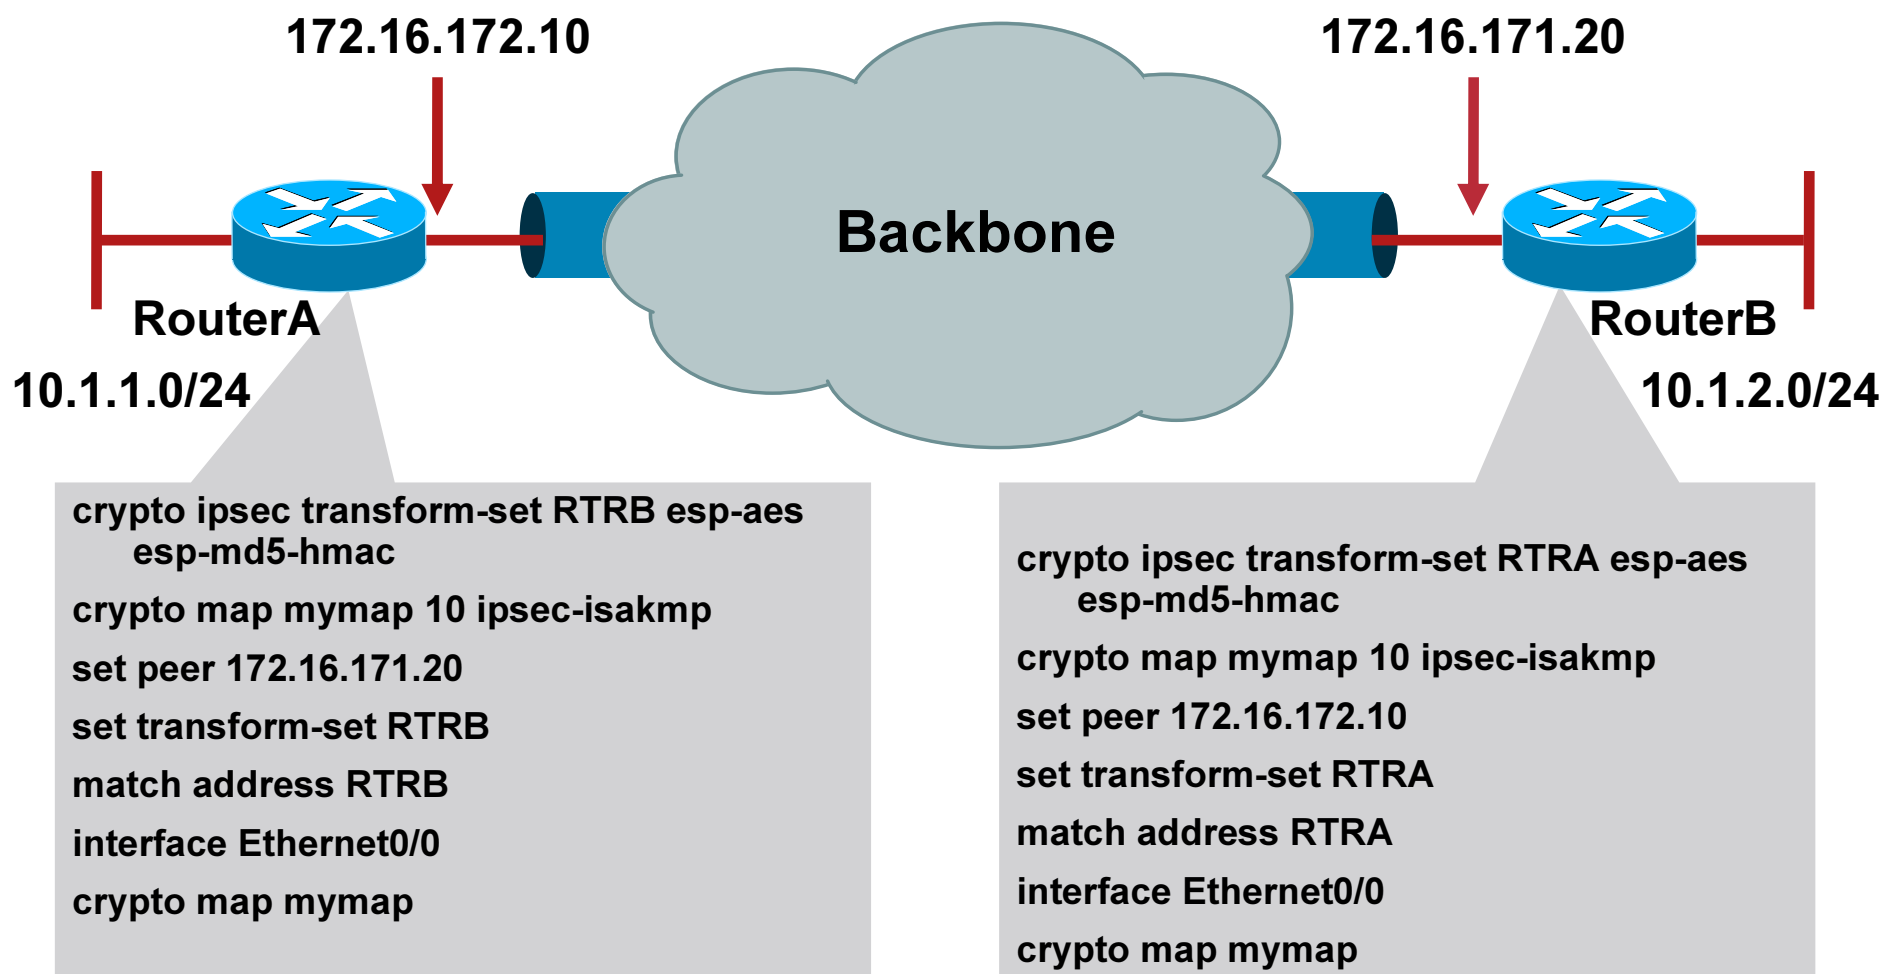 172.16.172.10
172.16.171.20
Backbone
RouterA
RouterB
10.1.1.0/24
10.1.2.0/24
crypto ipsec transform-set RTRB esp-aes
esp-md5-hmac
crypto map mymap 10 ipsec-isakmp
set peer 172.16.171.20
set transform-set RTRB
match address RTRB
interface Ethernet0/0
crypto map mymap
crypto ipsec transform-set RTRA esp-aes
esp-md5-hmac
crypto map mymap 10 ipsec-isakmp
set peer 172.16.172.10
set transform-set RTRA
match address RTRA
interface Ethernet0/0
crypto map mymap